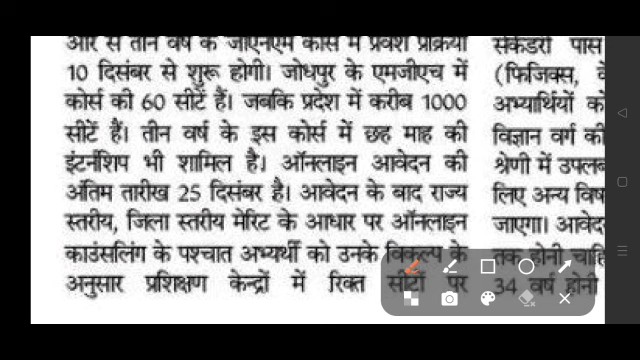 और से तीन वर्ष के जीएनएम कोर्स में प्रवेश प्रक्रिया
10 दिसंबर से शुरू होगी। जोधपुर के एमजीएच में
कोर्स की 60 सीटें हैं। जबकि प्रदेश में करीब 1000
सीटें हैं। तीन वर्ष के इस कोर्स में छह माह की
इंटर्नशिप भी शामिल है। ऑनलाइन आवेदन की
अंतिम तारीख 25 दिसंबर है। आवेदन के बाद राज्य
स्तरीय, जिला स्तरीय मेरिट के आधार पर ऑनलाइन
काउंसलिंग के पश्चात अभ्यर्थी को उनके विकल्प के
अनुसार प्रशिक्षण केन्द्रों में रिक्त सीटों पर
सेकेंडरी पास
(फिजिक्स,
अभ्यार्थियों को
विज्ञान वर्ग की
श्रेणी में
लिए अन्य
जाएगा।
तक होनी
34 वर्ष होनी